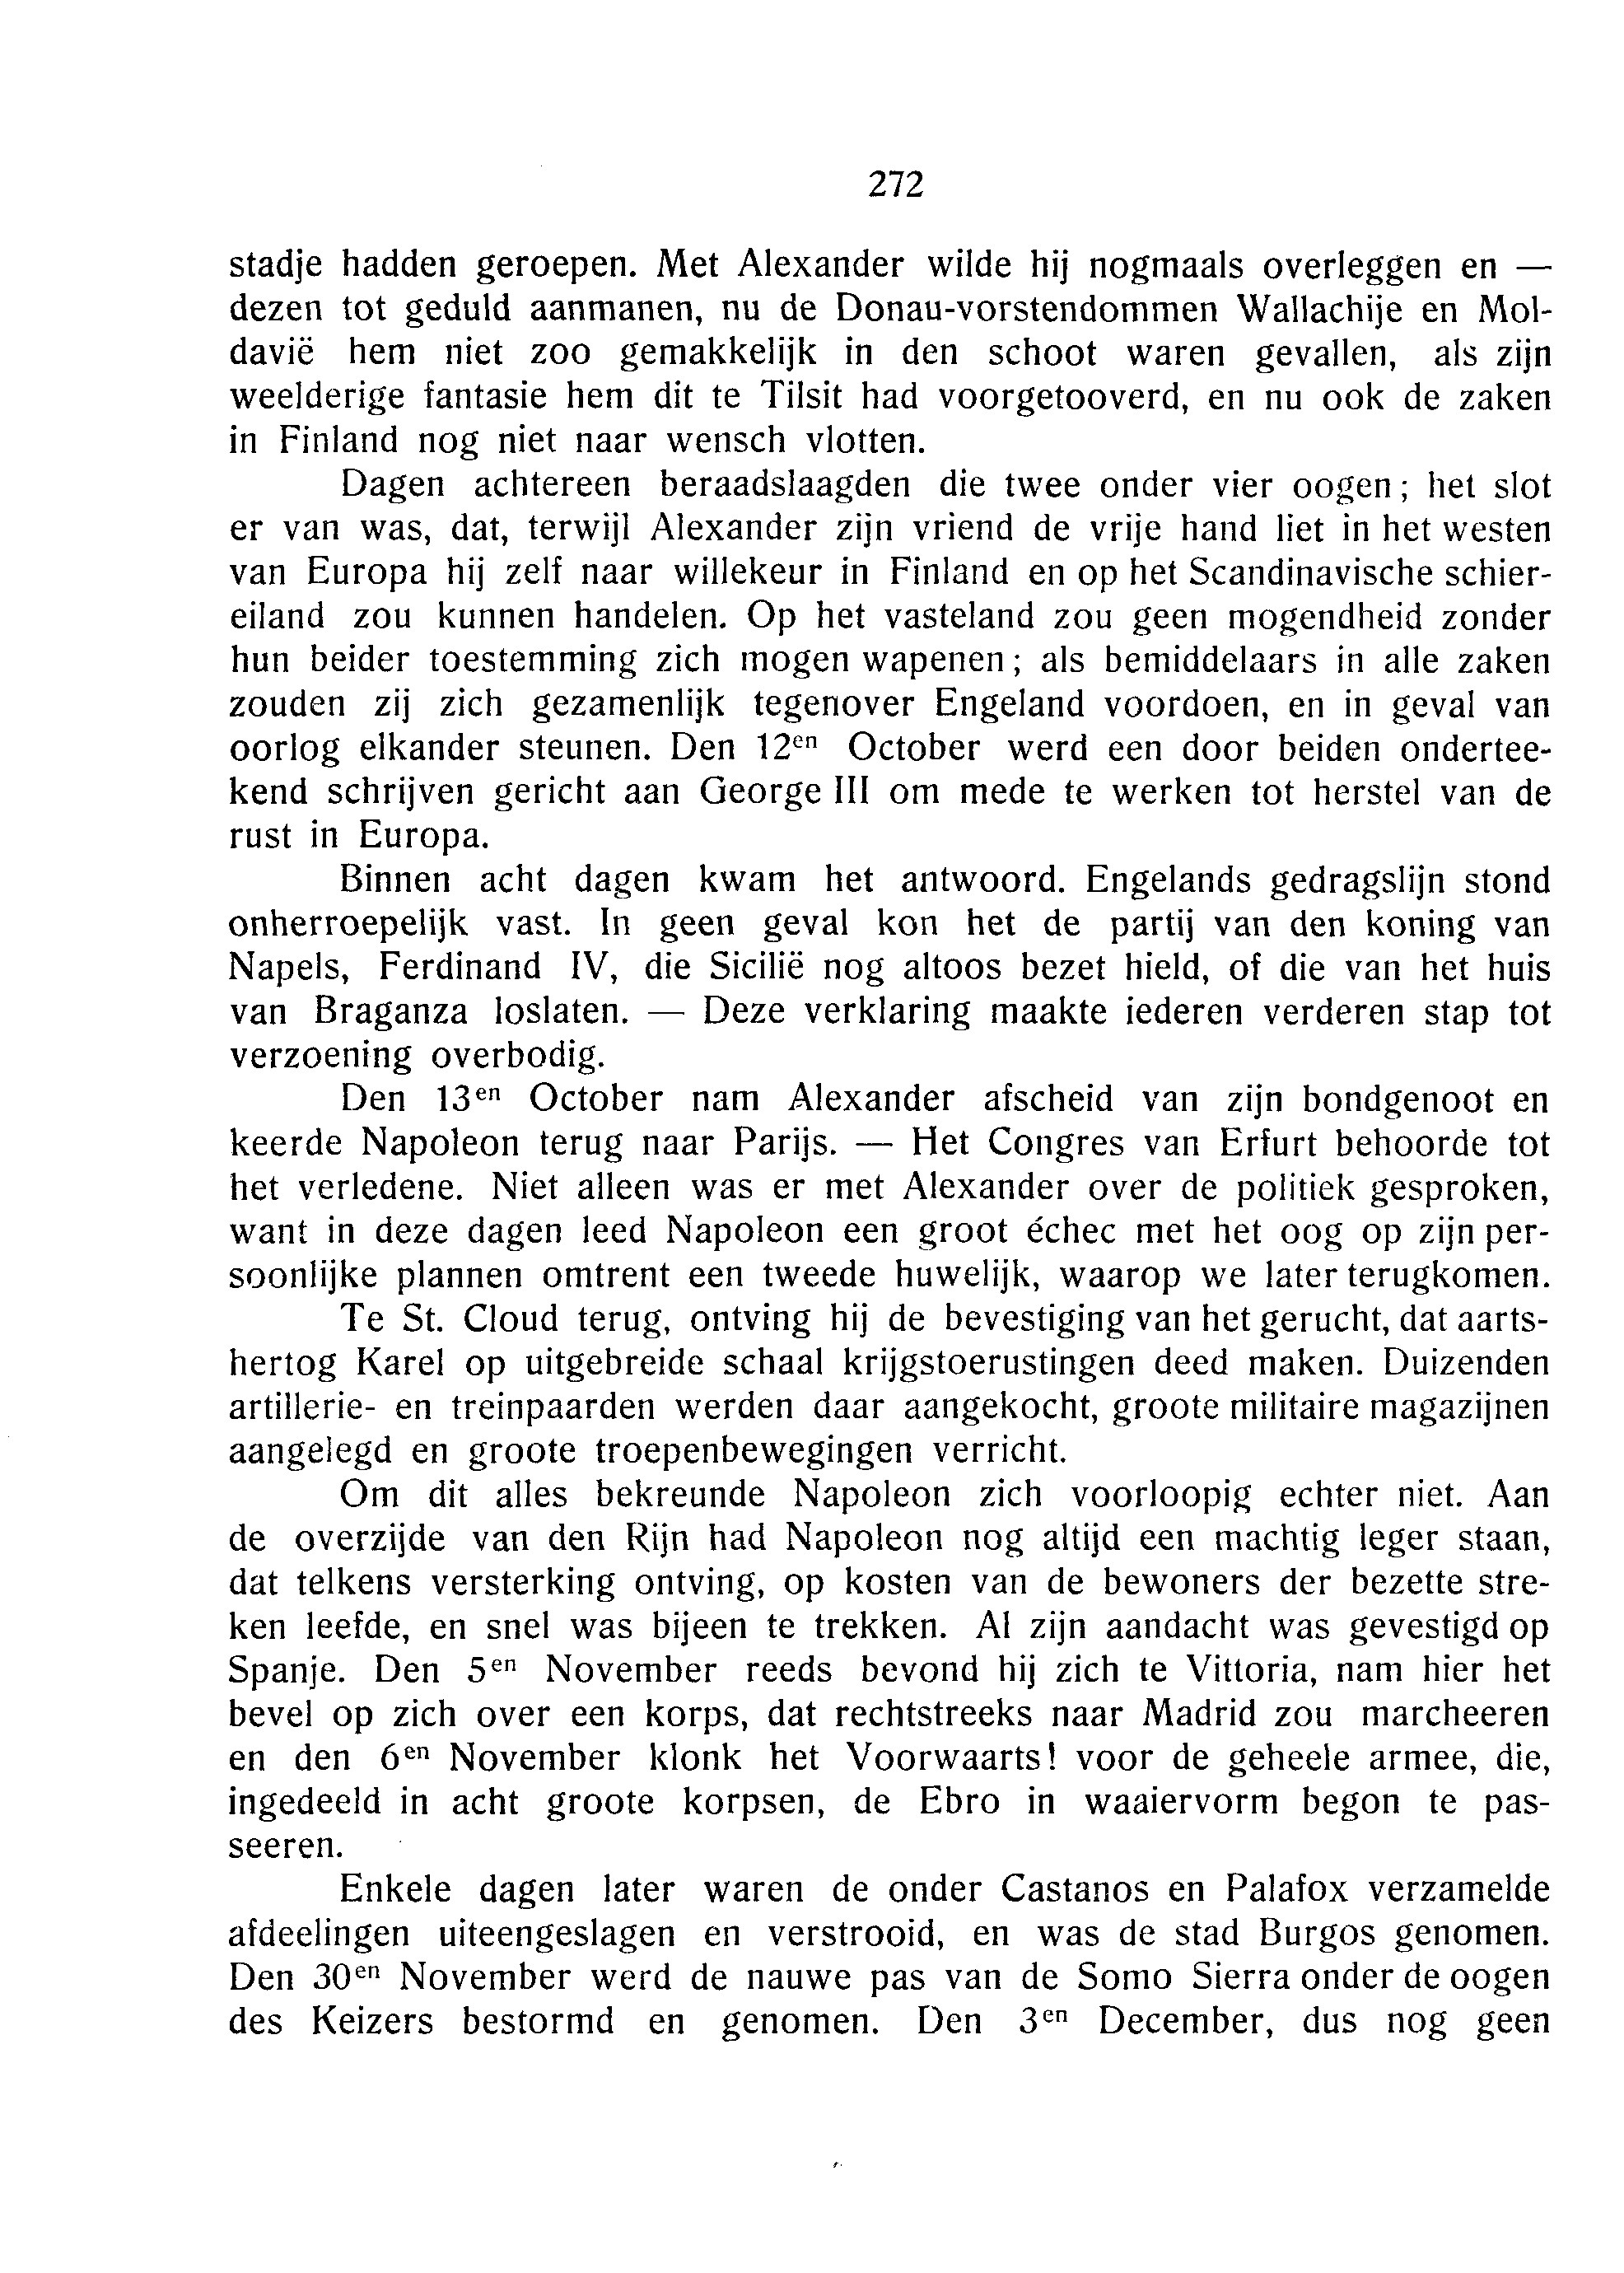 272
stadje hadden geroepen. Met Alexander wilde hij nogmaals overleggen en —
dezen tot geduld aanmanen, nu de Donau-vorstendommen Wallachije en Mol-
davië hem niet zoo gemakkelijk in den schoot waren gevallen, als zijn
weelderige fantasie hem dit te Tilsit had voorgetooverd, en nu ook de zaken
in Finland nog niet naar wensch vlotten.
Dagen achtereen beraadslaagden die twee onder vier oogen; het slot
er van was, dat, terwijl Alexander zijn vriend de vrije hand liet in het westen
van Europa hij zelf naar willekeur in Finland en op het Scandinavische schier-
eiland zou kunnen handelen. Op het vasteland zou geen mogendheid zonder
hun beider toestemming zich mogen wapenen; als bemiddelaars in alle zaken
zouden zij zich gezamenlijk tegenover Engeland voordoen, en in geval van
oorlog elkander steunen. Den 12en October werd een door beiden ondertee-
kend schrijven gericht aan George III om mede te werken tot herstel van de
rust in Europa.
Binnen acht dagen kwam het antwoord. Engelands gedragslijn stond
onherroepelijk vast. In geen geval kon het de partij van den koning van
Napels, Ferdinand IV, die Sicilië nog altoos bezet hield, of die van het huis
van Braganza loslaten. — Deze verklaring maakte iederen verderen stap tot
verzoening overbodig.
Den 13en October nam Alexander afscheid van zijn bondgenoot en
keerde Napoleon terug naar Parijs. — Het Congres van Erfurt behoorde tot
het verledene. Niet alleen was er met Alexander over de politiek gesproken,
want in deze dagen leed Napoleon een groot échec met het oog op zijn per-
soonlijke plannen omtrent een tweede huwelijk, waarop we later terugkomen.
Te St. Cloud terug, ontving hij de bevestiging van het gerucht, dat aarts-
hertog Karel op uitgebreide schaal krijgstoerustingen deed maken. Duizenden
artillerie- en treinpaarden werden daar aangekocht, groote militaire magazijnen
aangelegd en groote troepenbewegingen verricht.
Om dit alles bekreunde Napoleon zich voorloopig echter niet. Aan
de overzijde van den Rijn had Napoleon nog altijd een machtig leger staan,
dat telkens versterking ontving, op kosten van de bewoners der bezette stre-
ken leefde, en snel was bijeen te trekken. Al zijn aandacht was gevestigd op
Spanje. Den 5en November reeds bevond hij zich te Vittoria, nam hier het
bevel op zich over een korps, dat rechtstreeks naar Madrid zou marcheeren
en den 6en November klonk het Voorwaarts! voor de geheele armee, die,
ingedeeld in acht groote korpsen, de Ebro in waaiervorm begon te pas-
seeren.
Enkele dagen later waren de onder Castanos en Palafox verzamelde
afdeelingen uiteengeslagen en verstrooid, en was de stad Burgos genomen.
Den 30en November werd de nauwe pas van de Somo Sierra onder de oogen
des Keizers bestormd en genomen. Den 3en December, dus nog geen